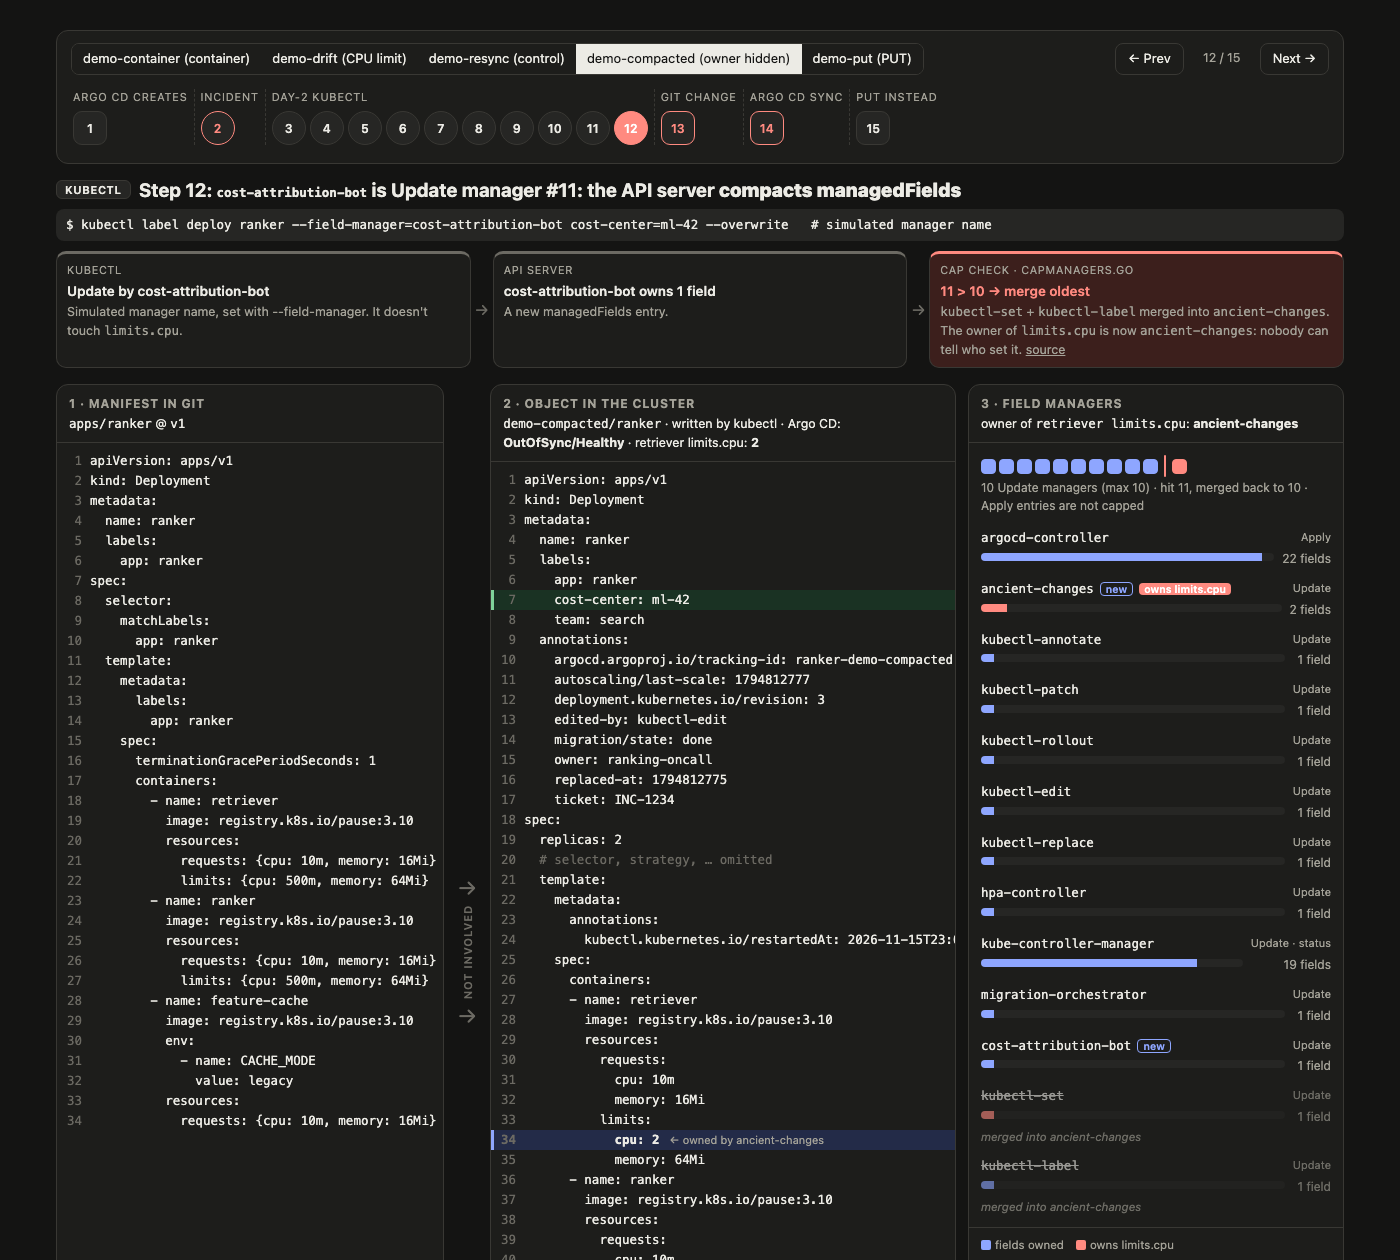 demo-container (container) demo-drift (CPU limit) demo-resync (control) demo-compacted (owner hidden) demo-put (PUT) ← Prev 12 / 15 Next →
ARGO CD CREATES INCIDENT DAY-2 KUBECTL GIT CHANGE ARGO CD SYNC PUT INSTEAD
1 2 3 4 5 6 7 8 9 10 11 12 13 14 15
KUBECTL Step 12: cost-attribution-bot is Update manager #11: the API server compacts managedFields
$ kubectl label deploy ranker --field-manager=cost-attribution-bot cost-center=ml-42 --overwrite # simulated manager name
KUBECTL
Update by cost-attribution-bot
Simulated manager name, set with --field-manager. It doesn't
touch limits.cpu.
→
API SERVER
cost-attribution-bot owns 1 field
A new managedFields entry.
→
CAP CHECK · CAPMANAGERS.GO
11 > 10 → merge oldest
kubectl-set + kubectl-label merged into ancient-changes.
The owner of limits.cpu is now ancient-changes: nobody can
tell who set it. source
1 · MANIFEST IN GIT
apps/ranker @ v1
1 apiVersion: apps/v1
2 kind: Deployment
3 metadata:
4 name: ranker
5 labels:
6 app: ranker
7 spec:
8 selector:
9 matchLabels:
10 app: ranker
11 template:
12 metadata:
13 labels:
14 app: ranker
15 spec:
16 terminationGracePeriodSeconds: 1
17 containers:
18 - name: retriever
19 image: registry.k8s.io/pause:3.10
20 resources:
21 requests: {cpu: 10m, memory: 16Mi}
22 limits: {cpu: 500m, memory: 64Mi}
23 - name: ranker
24 image: registry.k8s.io/pause:3.10
25 resources:
26 requests: {cpu: 10m, memory: 16Mi}
27 limits: {cpu: 500m, memory: 64Mi}
28 - name: feature-cache
29 image: registry.k8s.io/pause:3.10
30 env:
31 - name: CACHE_MODE
32 value: legacy
33 resources:
34 requests: {cpu: 10m, memory: 16Mi}
→ NOT INVOLVED →
2 · OBJECT IN THE CLUSTER
demo-compacted/ranker · written by kubectl · Argo CD:
OutOfSync/Healthy · retriever limits.cpu: 2
1 apiVersion: apps/v1
2 kind: Deployment
3 metadata:
4 name: ranker
5 labels:
6 app: ranker
7 cost-center: ml-42
8 team: search
9 annotations:
10 argocd.argoproj.io/tracking-id: ranker-demo-compacted
11 autoscaling/last-scale: 1794812777
12 deployment.kubernetes.io/revision: 3
13 edited-by: kubectl-edit
14 migration/state: done
15 owner: ranking-oncall
16 replaced-at: 1794812775
17 ticket: INC-1234
18 spec:
19 replicas: 2
20 # selector, strategy, … omitted
21 template:
22 metadata:
23 annotations:
24 kubectl.kubernetes.io/restartedAt: 2026-11-15T23:
25 spec:
26 containers:
27 - name: retriever
28 image: registry.k8s.io/pause:3.10
29 resources:
30 requests:
31 cpu: 10m
32 memory: 16Mi
33 limits:
34 cpu: 2 ← owned by ancient-changes
35 memory: 64Mi
36 - name: ranker
37 image: registry.k8s.io/pause:3.10
38 resources:
39 requests:
40 cpu: 10m
3 · FIELD MANAGERS
owner of retriever limits.cpu: ancient-changes
10 Update managers (max 10) · hit 11, merged back to 10 ·
Apply entries are not capped
argocd-controller Apply
22 fields
ancient-changes new owns limits.cpu Update
2 fields
kubectl-annotate Update
1 field
kubectl-patch Update
1 field
kubectl-rollout Update
1 field
kubectl-edit Update
1 field
kubectl-replace Update
1 field
hpa-controller Update
1 field
kube-controller-manager Update · status
19 fields
migration-orchestrator Update
1 field
cost-attribution-bot new Update
1 field
kubectl-set Update
1 field
merged into ancient-changes
kubectl-label Update
1 field
merged into ancient-changes
fields owned owns limits.cpu